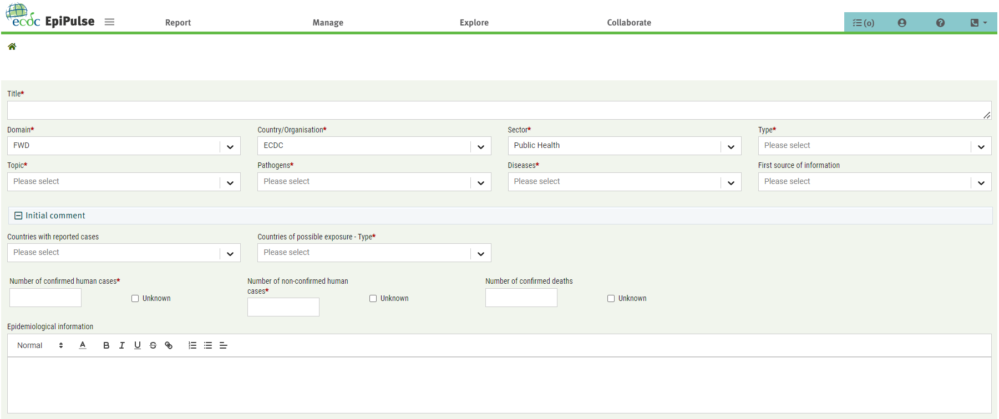 ecdc EpiPulse
Report Manage Explore Collaborate (0)
Title*
Domain* Country/Organisation* Sector* Type*
FWD ECDC Public Health Please select
Topic* Pathogens* Diseases* First source of information
Please select Please select Please select Please select
Initial comment
Countries with reported cases Countries of possible exposure - Type*
Please select Please select
Number of confirmed human cases* Number of non-confirmed human cases* Number of confirmed deaths
Unknown Unknown Unknown
Epidemiological information
Normal A B I U S